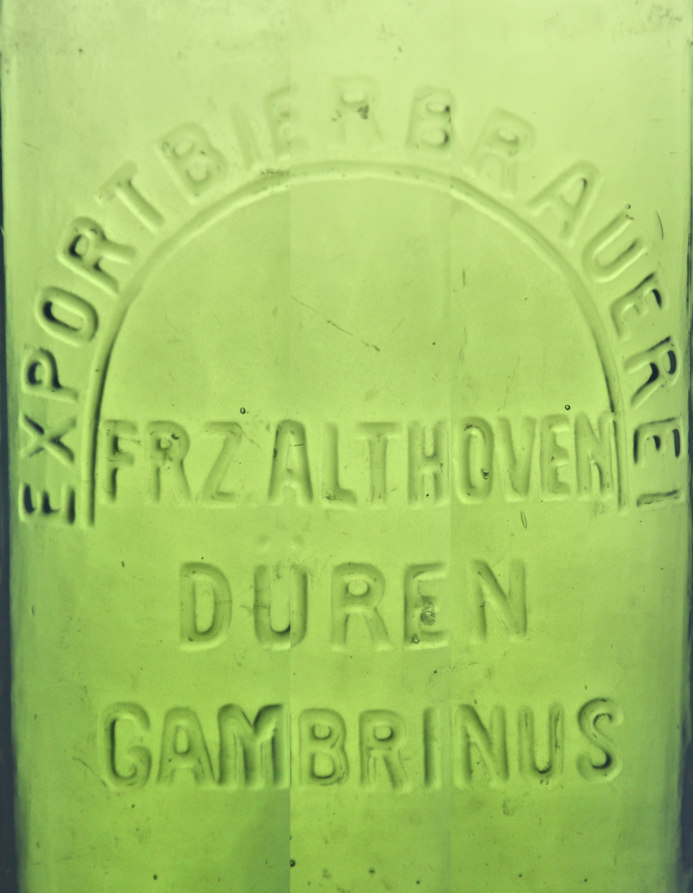 EXPORTBIERBRAUEREI
FRZ. ALTHOVEN
DÜREN
GAMBRINUS